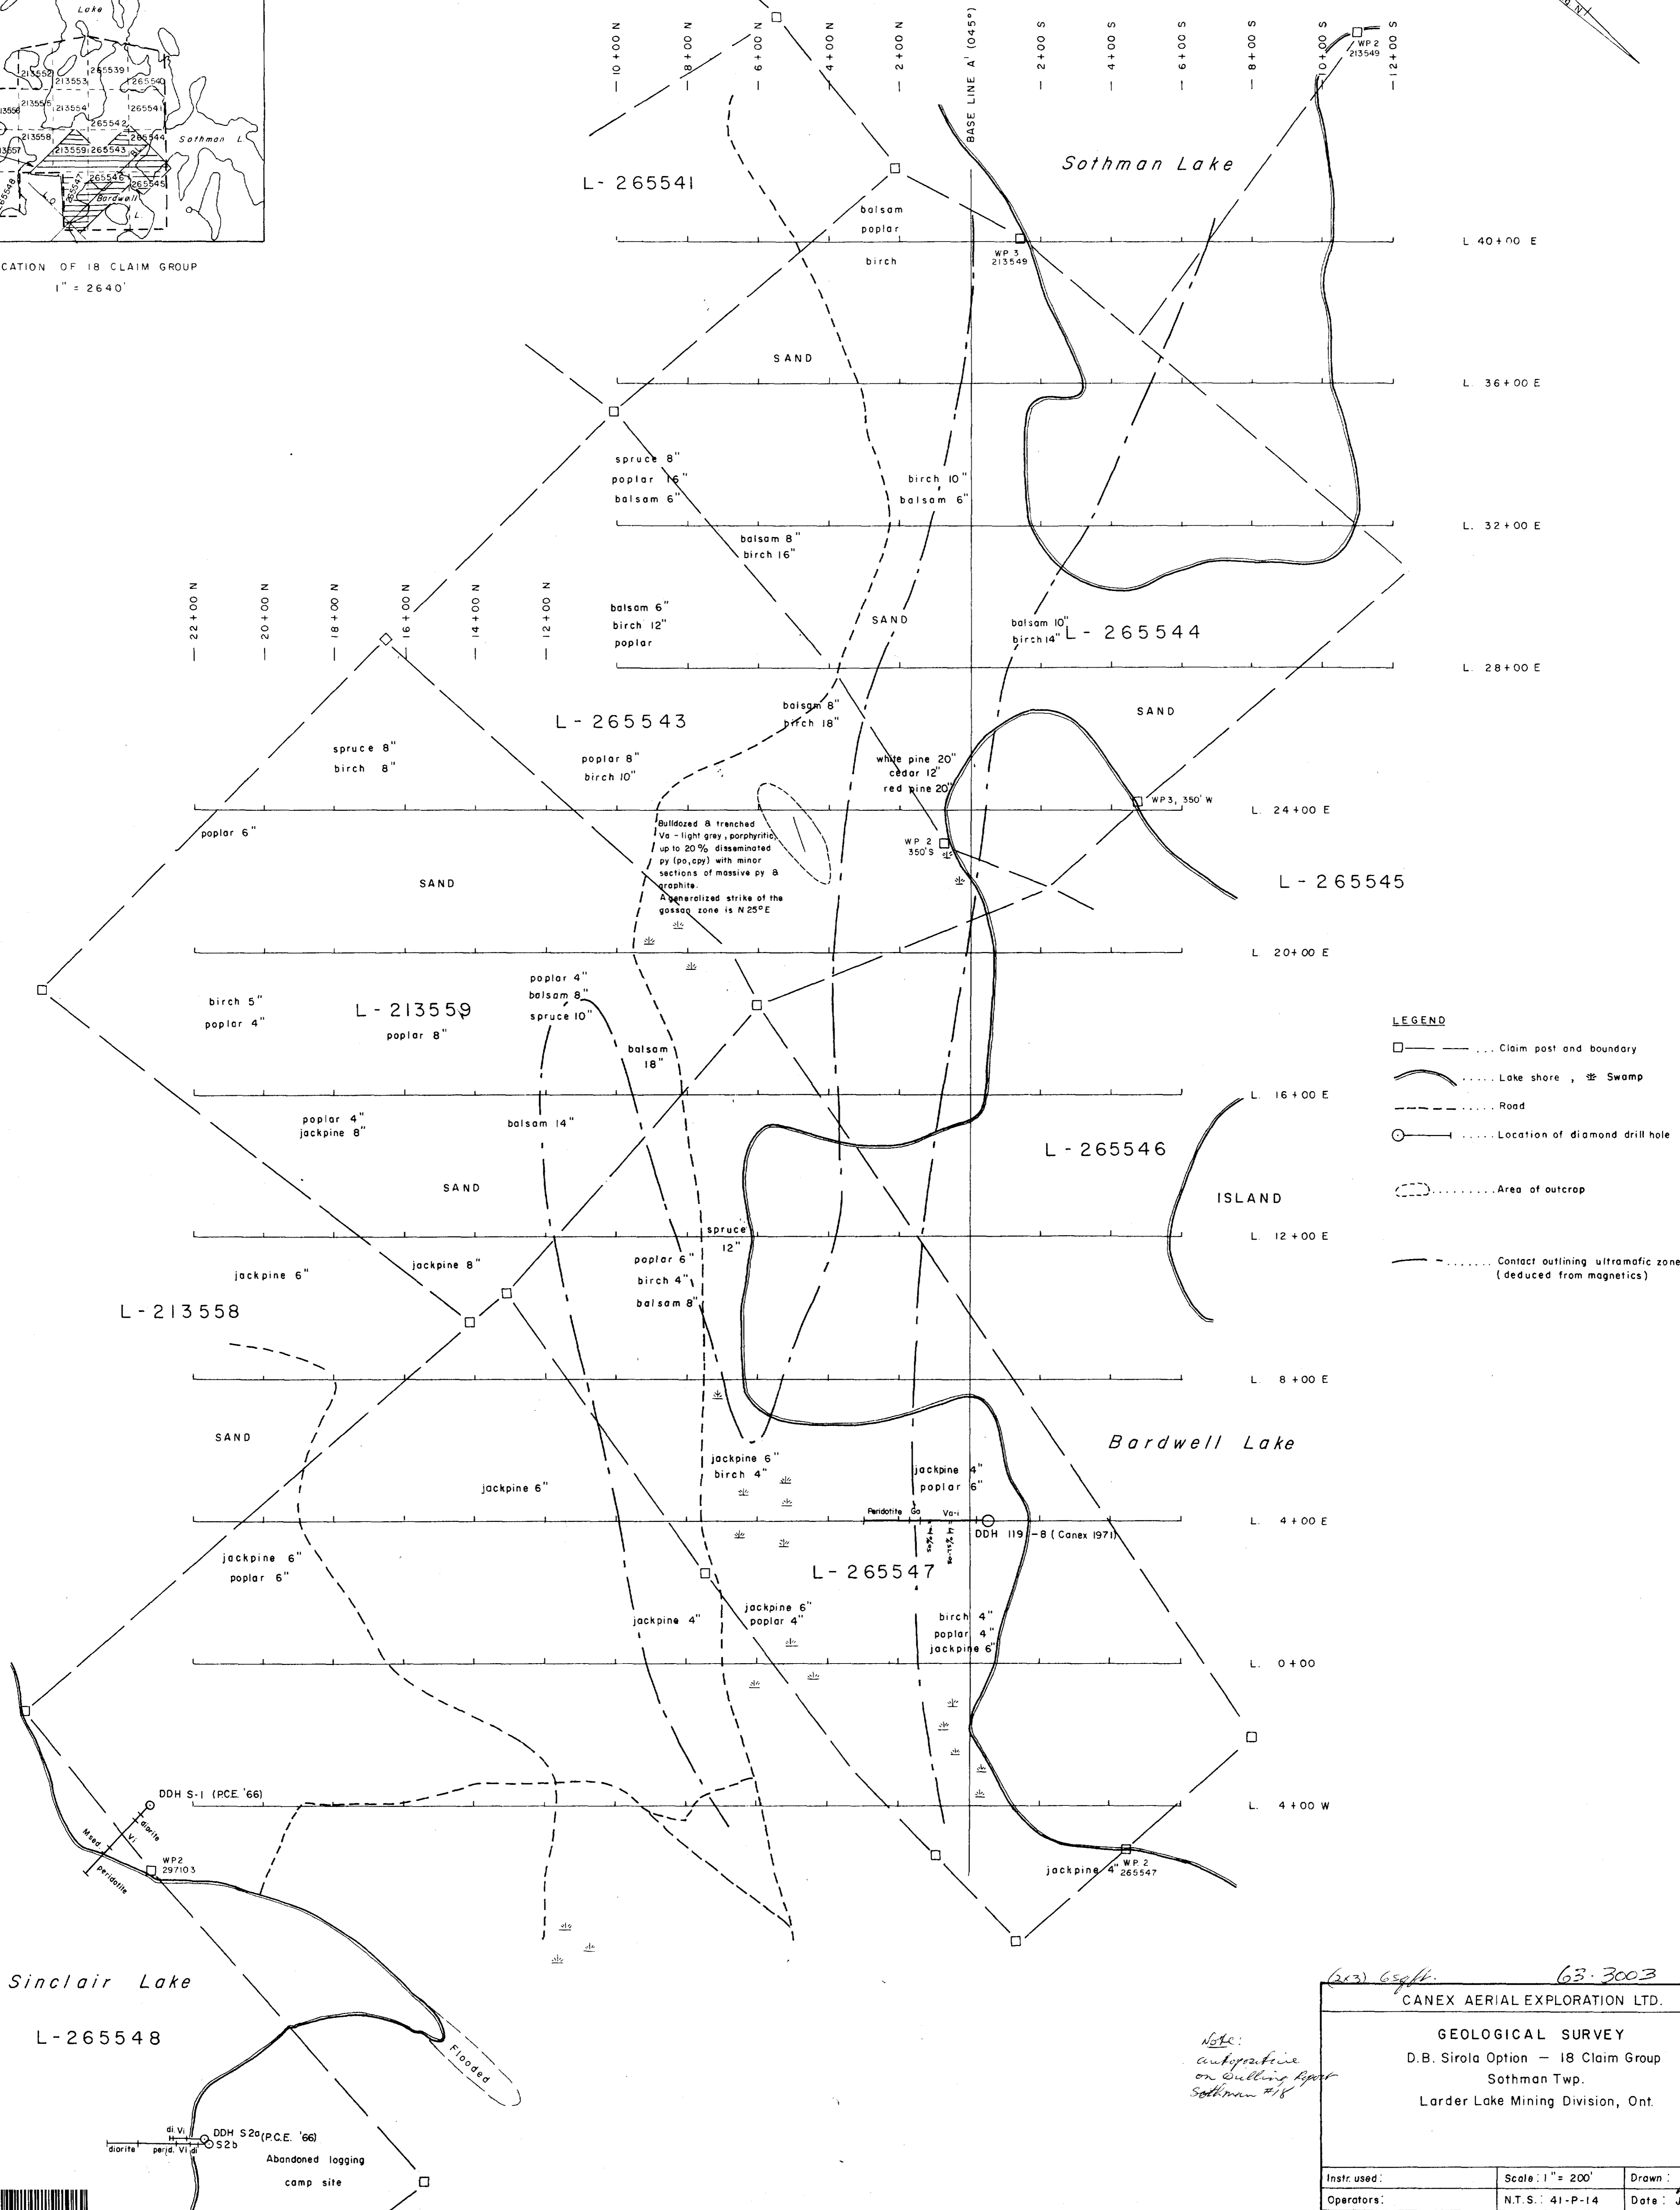 Lake
213552
213553
265539
265540
213555
213554
265541
265542
213558
265544
213559
265543
Sothman L.
265546
265545
265547
265548
Bardwell
L.
CATION OF 18 CLAIM GROUP
1" = 2640'
10+00 N
8+00 N
6+00 N
4+00 N
2+00 N
BASE LINE A' (045°)
2+00 S
4+00 S
6+00 S
8+00 S
10+00 S
12+00 S
WP 2
213549
Sothman Lake
L-265541
balsam
poplar
birch
WP 3
213549
L 40+00 E
SAND
L. 36+00 E
spruce 8"
poplar 16"
balsam 6"
birch 10"
balsam 6"
L. 32+00 E
balsam 8"
birch 16"
22+00 N
20+00 N
18+00 N
16+00 N
14+00 N
12+00 N
balsam 6"
birch 12"
poplar
SAND
balsam 10"
birch 14"
L-265544
L. 28+00 E
L-265543
balsam 8"
birch 18"
SAND
spruce 8"
birch 8"
poplar 8"
birch 10"
white pine 20"
cedar 12"
red pine 20"
WP3, 350' W
L. 24+00 E
poplar 6"
Bulldozed & trenched
Va - light grey, porphyritic,
up to 20% disseminated
py (po, cpy) with minor
sections of massive py &
graphite.
A generalized strike of the
gossan zone is N 25° E
WP 2
350'S
SAND
L-265545
L 20+00 E
birch 5"
poplar 4"
L-213559
poplar 8"
poplar 4"
balsam 8"
spruce 10"
balsam
18"
LEGEND
... Claim post and boundary
..... Lake shore , Swamp
..... Road
..... Location of diamond drill hole
......... Area of outcrop
....... Contact outlining ultramafic zone
(deduced from magnetics)
L. 16+00 E
poplar 4"
jackpine 8"
balsam 14"
L-265546
SAND
ISLAND
spruce
12"
L. 12+00 E
jackpine 6"
jackpine 8"
poplar 6"
birch 4"
balsam 8"
L-213558
L. 8+00 E
SAND
Bardwell Lake
jackpine 6"
jackpine 6"
birch 4"
jackpine 4"
poplar 6"
Peridotite Ga Va-i
DDH 119-8 (Canex 1971)
L. 4+00 E
jackpine 6"
poplar 6"
L-265547
jackpine 4"
jackpine 6"
poplar 4"
birch 4"
poplar 4"
jackpine 6"
L. 0+00
DDH S-1 (P.C.E. '66)
diorite
Vi
Msed
peridotite
WP2
297103
L. 4+00 W
jackpine 4"
WP 2
265547
Sinclair Lake
L-265548
Flooded
di Vi
DDH S2a (P.C.E. '66)
S2b
diorite perid. Vi di
Abandoned logging
camp site
Note:
autopositive
on Drilling Report
Sothman #18
(2x3) 6 sq ft.
63.3003
CANEX AERIAL EXPLORATION LTD.
GEOLOGICAL SURVEY
D.B. Sirola Option — 18 Claim Group
Sothman Twp.
Larder Lake Mining Division, Ont.
Instr. used:
Scale: 1" = 200'
Drawn :
Operators:
N.T.S.: 41-P-14
Date : J